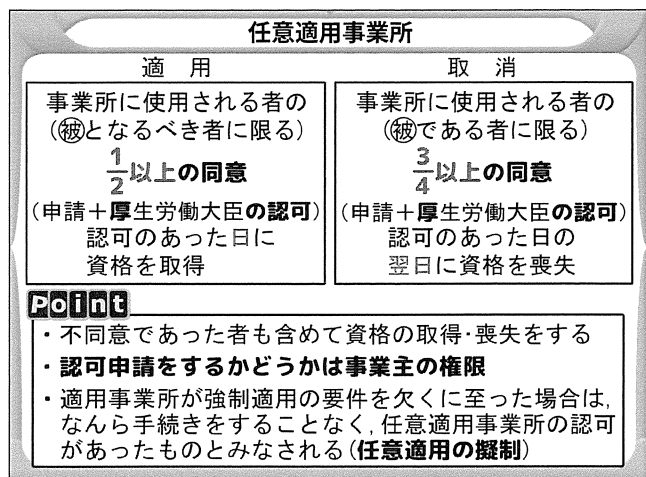 任意適用事業所
適 用
事業所に使用される者の
(㊙となるべき者に限る)
1/2以上の同意
(申請+厚生労働大臣の認可)
認可のあった日に
資格を取得
取 消
事業所に使用される者の
(被である者に限る)
3/4以上の同意
(申請+厚生労働大臣の認可)
認可のあった日の
翌日に資格を喪失
Point
・不同意であった者も含めて資格の取得・喪失をする
・認可申請をするかどうかは事業主の権限
・適用事業所が強制適用の要件を欠くに至った場合は,
なんら手続きをすることなく,任意適用事業所の認可
があったものとみなされる(任意適用の擬制)